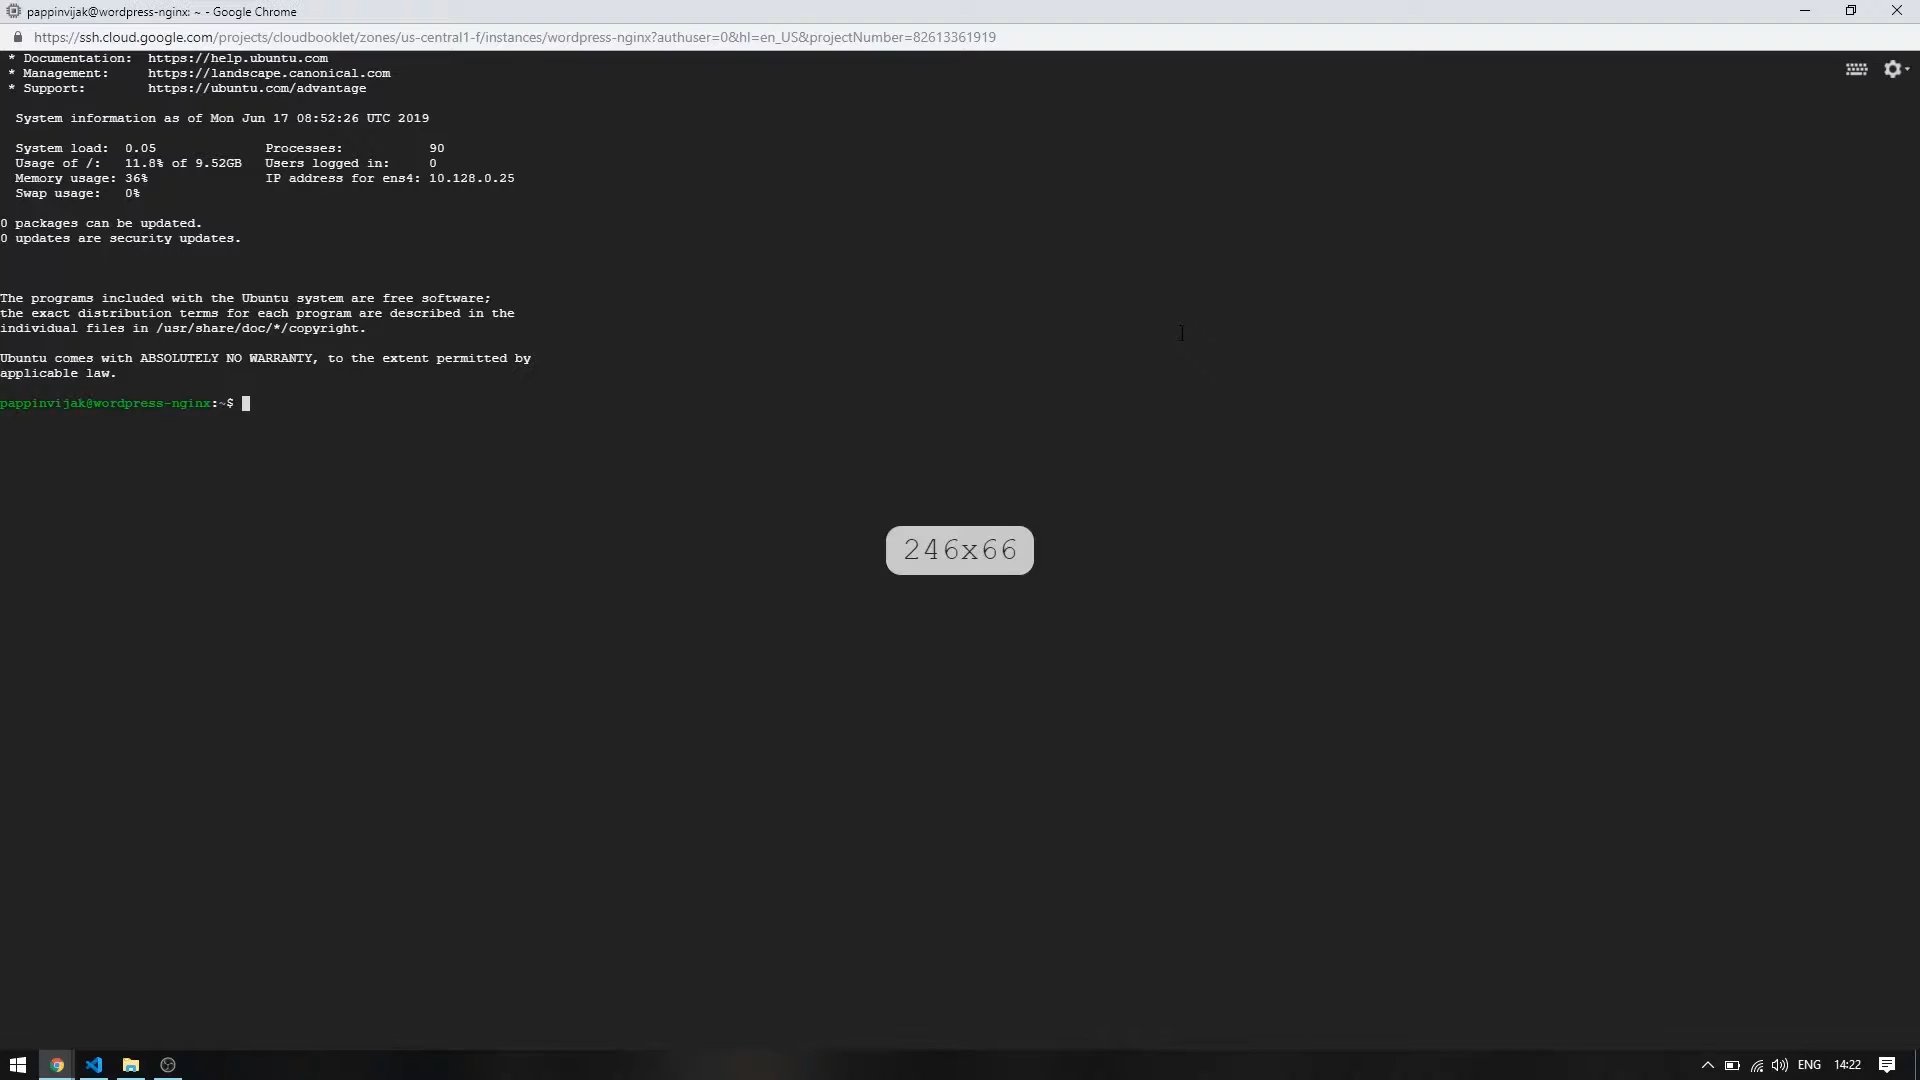 pappinvijak@wordpress-nginx: ~ - Google Chrome
https://ssh.cloud.google.com/projects/cloudbooklet/zones/us-central1-f/instances/wordpress-nginx?authuser=0&hl=en_US&projectNumber=82613361919
* Documentation:  https://help.ubuntu.com
* Management:     https://landscape.canonical.com
* Support:        https://ubuntu.com/advantage
System information as of Mon Jun 17 08:52:26 UTC 2019
System load:  0.05              Processes:           90
Usage of /:   11.8% of 9.52GB   Users logged in:     0
Memory usage: 36%               IP address for ens4: 10.128.0.25
Swap usage:   0%
0 packages can be updated.
0 updates are security updates.
The programs included with the Ubuntu system are free software;
the exact distribution terms for each program are described in the
individual files in /usr/share/doc/*/copyright.
Ubuntu comes with ABSOLUTELY NO WARRANTY, to the extent permitted by
applicable law.
pappinvijak@wordpress-nginx:~$
246x66
ENG 14:22